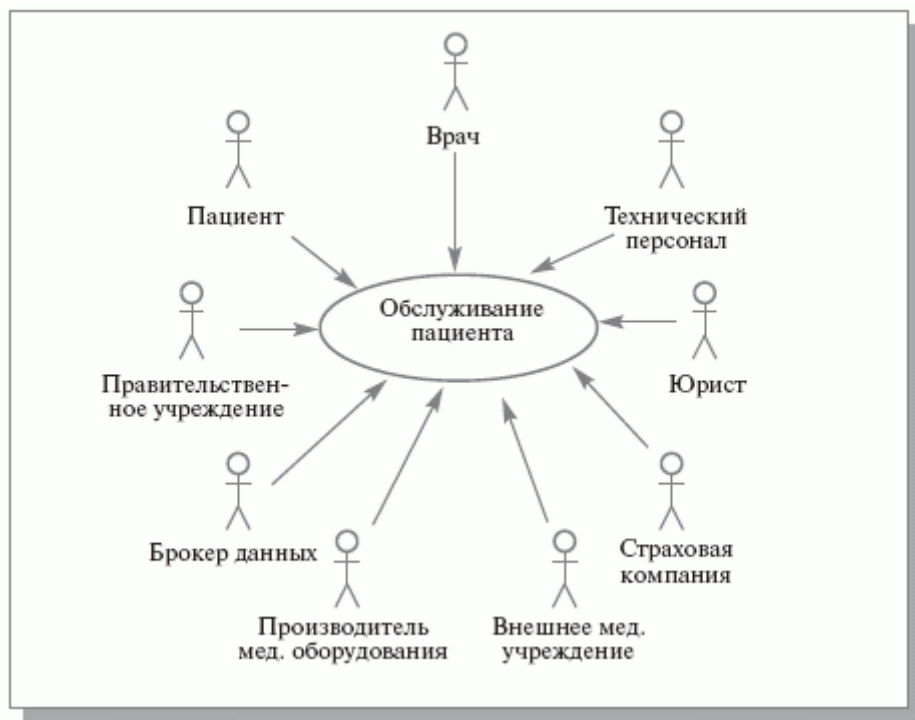 Врач
Пациент
Технический
персонал
Обслуживание
пациента
Правительствен-
ное учреждение
Юрист
Брокер данных
Страховая
компания
Производитель
мед. оборудования
Внешнее мед.
учреждение